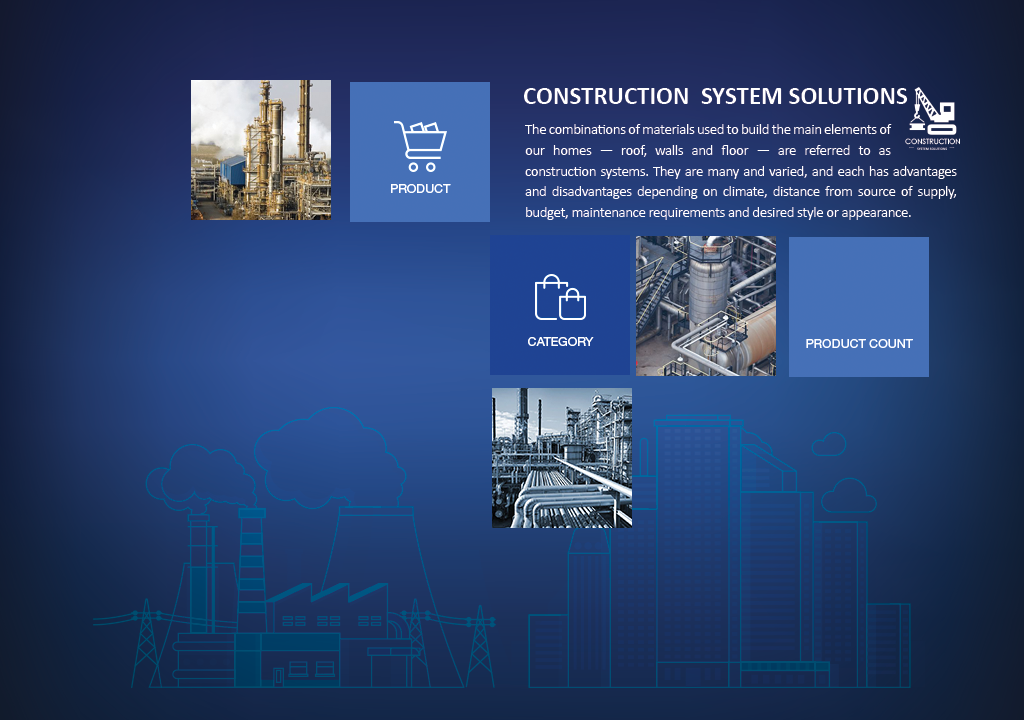 CONSTRUCTION SYSTEM SOLUTIONS
The combinations of materials used to build the main elements of
our homes — roof, walls and floor — are referred to as
construction systems. They are many and varied, and each has advantages
and disadvantages depending on climate, distance from source of supply,
budget, maintenance requirements and desired style or appearance.
CONSTRUCTION
SYSTEM SOLUTIONS
PRODUCT
CATEGORY
PRODUCT COUNT